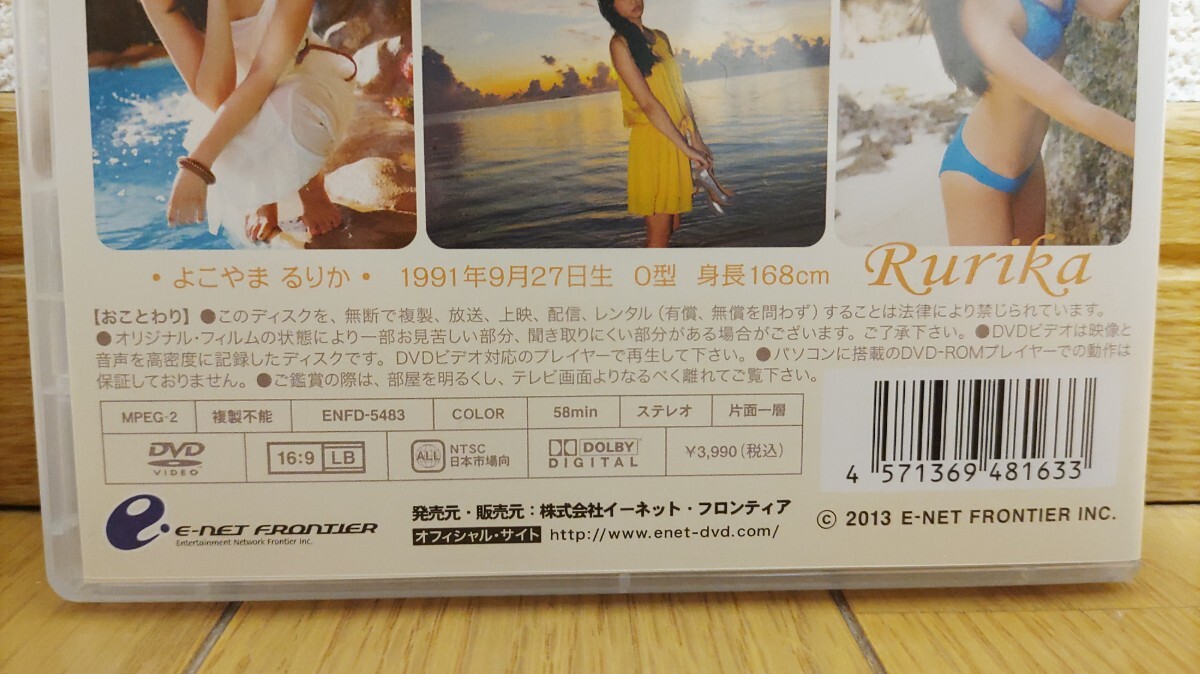 ・よこやま るりか・ 1991年9月27日生 O型 身長168cm Rurika
【おことわり】●このディスクを、無断で複製、放送、上映、配信、レンタル(有償、無償を問わず)することは法律により禁じられています。
●オリジナル・フィルムの状態により一部お見苦しい部分、聞き取りにくい部分がある場合がございます。ご了承下さい。●DVDビデオは映像と
音声を高密度に記録したディスクです。DVDビデオ対応のプレイヤーで再生して下さい。●パソコンに搭載のDVD-ROMプレイヤーでの動作は
保証しておりません。●ご鑑賞の際は、部屋を明るくし、テレビ画面よりなるべく離れてご覧下さい。
MPEG-2 複製不能 ENFD-5483 COLOR 58min ステレオ 片面一層
DVD VIDEO 16:9 LB ALL NTSC 日本市場向 DOLBY DIGITAL ¥3,990(税込)
4 571369 481633
E-NET FRONTIER
Entertainment Network Frontier Inc.
発売元・販売元:株式会社イーネット・フロンティア
オフィシャル・サイト http://www.enet-dvd.com/
© 2013 E-NET FRONTIER INC.